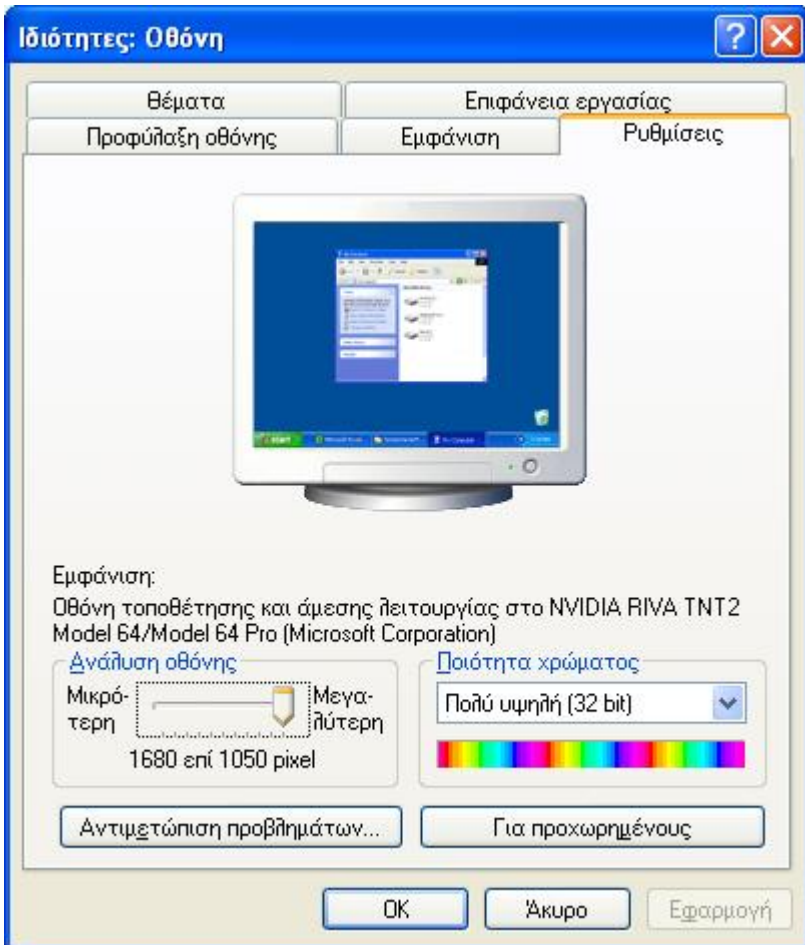 Ιδιότητες: Οθόνη
Θέματα
Επιφάνεια εργασίας
Προφύλαξη οθόνης
Εμφάνιση
Ρυθμίσεις
Εμφάνιση:
Οθόνη τοποθέτησης και άμεσης λειτουργίας στο NVIDIA RIVA TNT2
Model 64/Model 64 Pro (Microsoft Corporation)
Ανάλυση οθόνης
Μικρό-
τερη
Μεγα-
λύτερη
1680 επί 1050 pixel
Ποιότητα χρώματος
Πολύ υψηλή (32 bit)
Αντιμετώπιση προβλημάτων...
Για προχωρημένους
OK
Άκυρο
Εφαρμογή